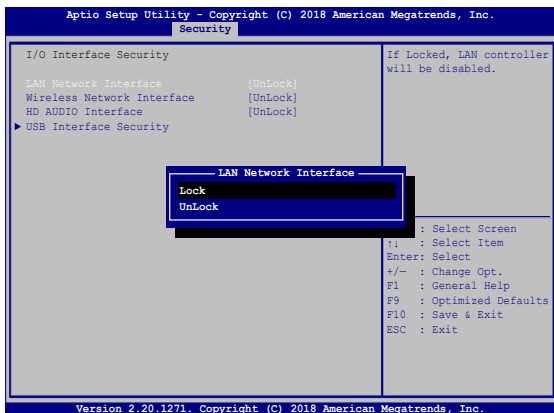 Aptio Setup Utility - Copyright (C) 2018 American Megatrends, Inc.
Security
I/O Interface Security
LAN Network Interface [UnLock]
Wireless Network Interface [UnLock]
HD AUDIO Interface [UnLock]
▶ USB Interface Security
If Locked, LAN controller
will be disabled.
LAN Network Interface
Lock
UnLock
: Select Screen
↑↓ : Select Item
Enter: Select
+/— : Change Opt.
F1 : General Help
F9 : Optimized Defaults
F10 : Save & Exit
ESC : Exit
Version 2.20.1271. Copyright (C) 2018 American Megatrends, Inc.